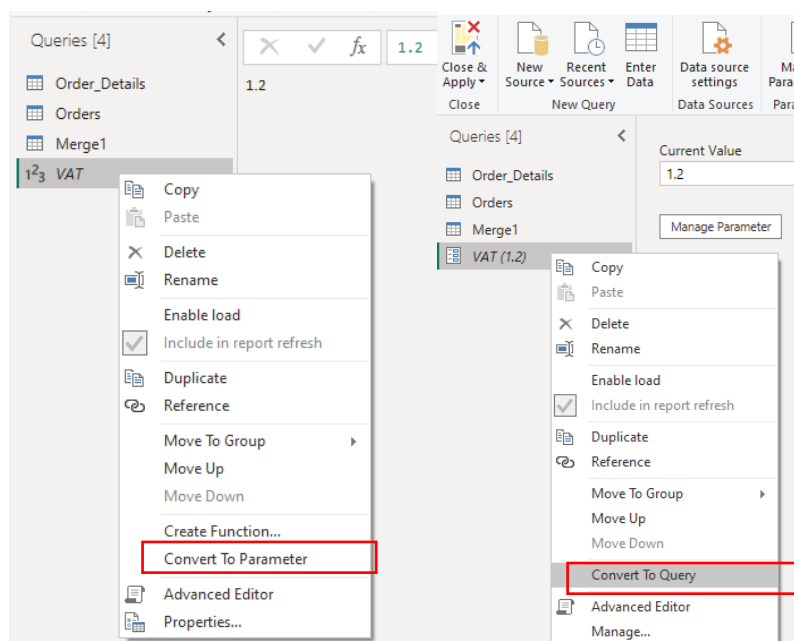 Queries [4]
1.2
Order_Details
1.2
Orders
Merge1
1²3 VAT
Copy
Paste
Delete
Rename
Enable load
Include in report refresh
Duplicate
Reference
Move To Group
Move Up
Move Down
Create Function...
Convert To Parameter
Advanced Editor
Properties...
Close & Apply
New Source
Recent Sources
Enter Data
Data source settings
Close
New Query
Data Sources
Queries [4]
Current Value
Order_Details
1.2
Orders
Merge1
Manage Parameter
VAT (1.2)
Copy
Paste
Delete
Rename
Enable load
Include in report refresh
Duplicate
Reference
Move To Group
Move Up
Move Down
Convert To Query
Advanced Editor
Manage...